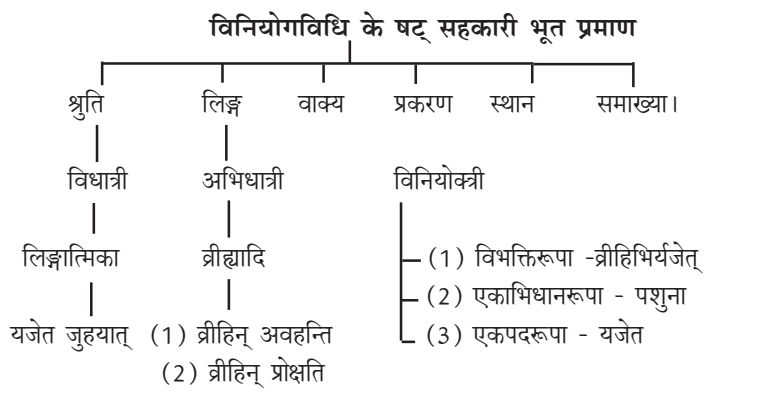 विनियोगविधि के षट् सहकारी भूत प्रमाण
श्रुति लिङ्ग वाक्य प्रकरण स्थान समाख्या।
विधात्री अभिधात्री विनियोक्त्री
लिङ्गात्मिका व्रीह्यादि (1) विभक्तिरूपा -व्रीहिभिर्यजेत्
(2) एकाभिधानरूपा - पशुना
यजेत जुहयात् (1) व्रीहिन् अवहन्ति (3) एकपदरूपा - यजेत
(2) व्रीहिन् प्रोक्षति